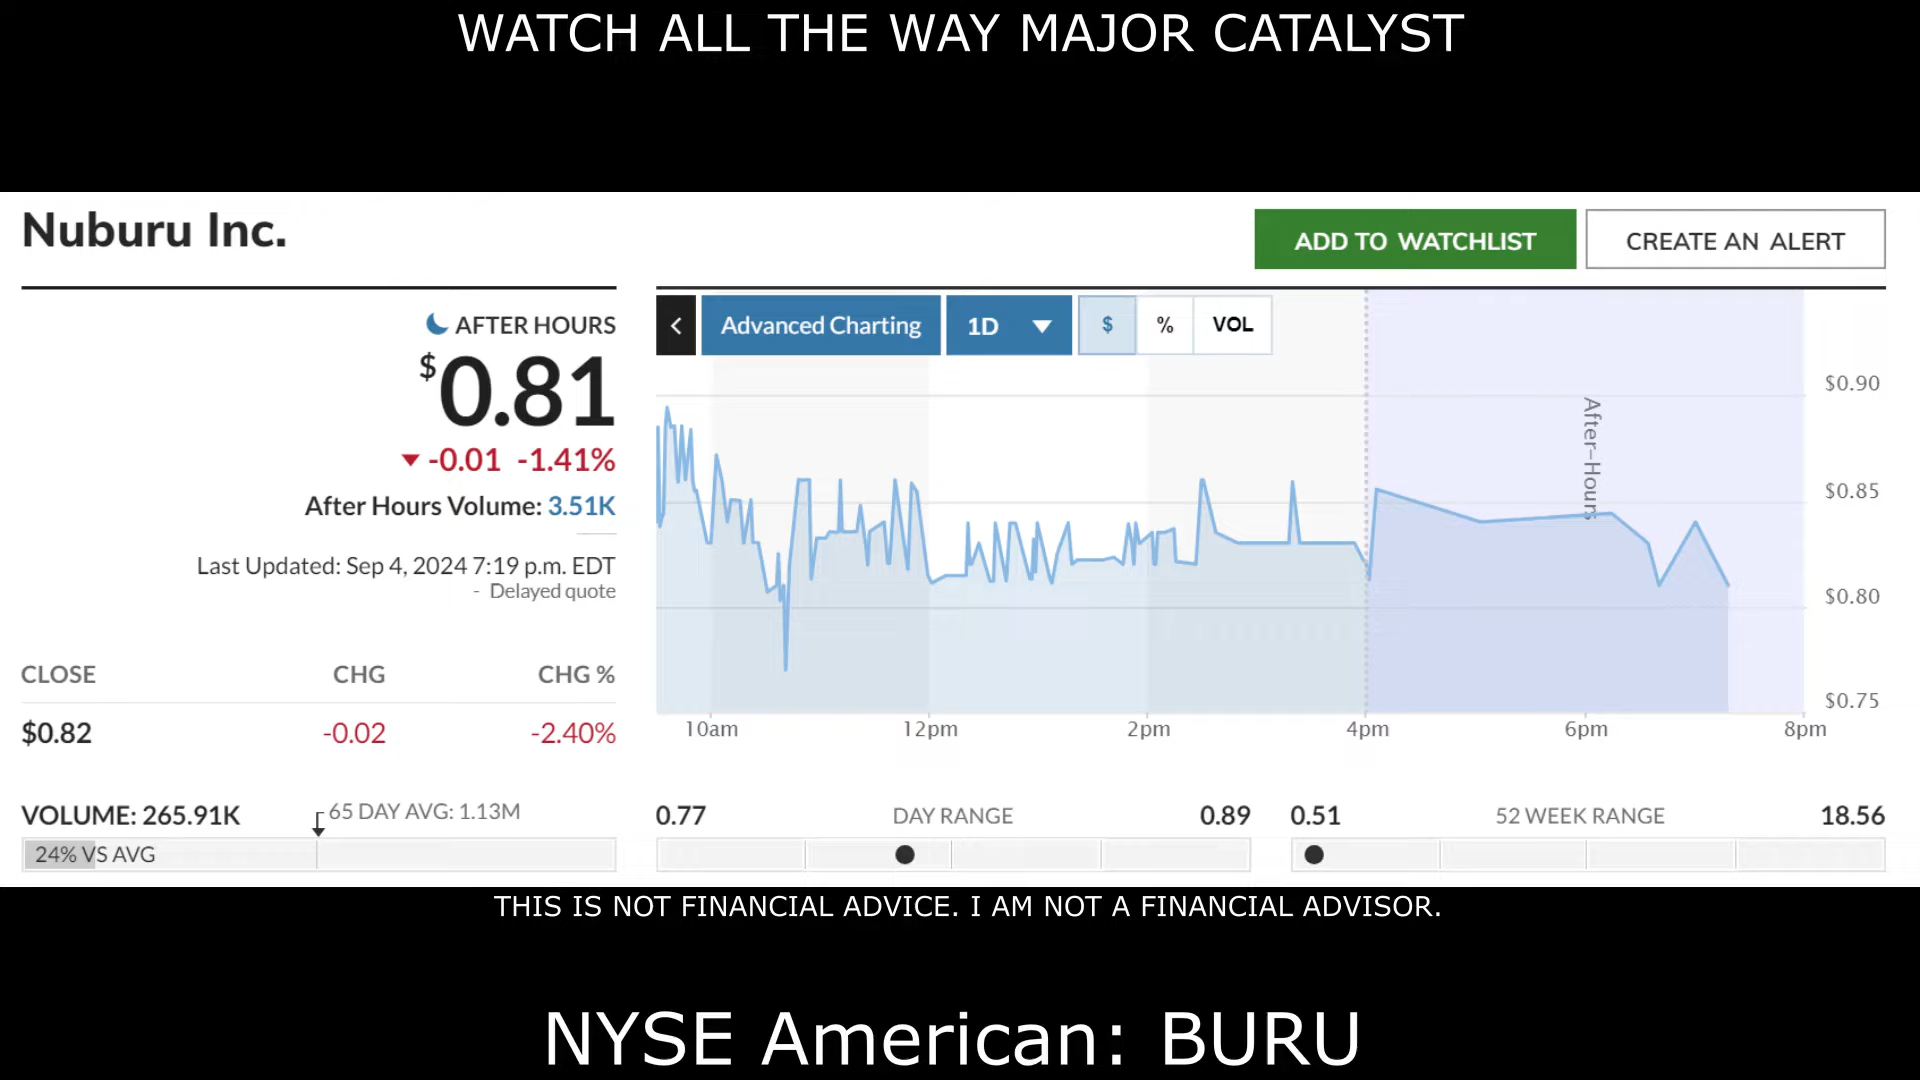 WATCH ALL THE WAY MAJOR CATALYST
Nuburu Inc.
ADD TO WATCHLIST
CREATE AN ALERT
AFTER HOURS
$0.81
-0.01 -1.41%
After Hours Volume: 3.51K
Last Updated: Sep 4, 2024 7:19 p.m. EDT
- Delayed quote
CLOSE CHG CHG %
$0.82 -0.02 -2.40%
VOLUME: 265.91K 65 DAY AVG: 1.13M
24% VS AVG
Advanced Charting 1D $ % VOL
After-Hours
$0.90
$0.85
$0.80
$0.75
10am 12pm 2pm 4pm 6pm 8pm
0.77 DAY RANGE 0.89
0.51 52 WEEK RANGE 18.56
THIS IS NOT FINANCIAL ADVICE. I AM NOT A FINANCIAL ADVISOR.
NYSE American: BURU